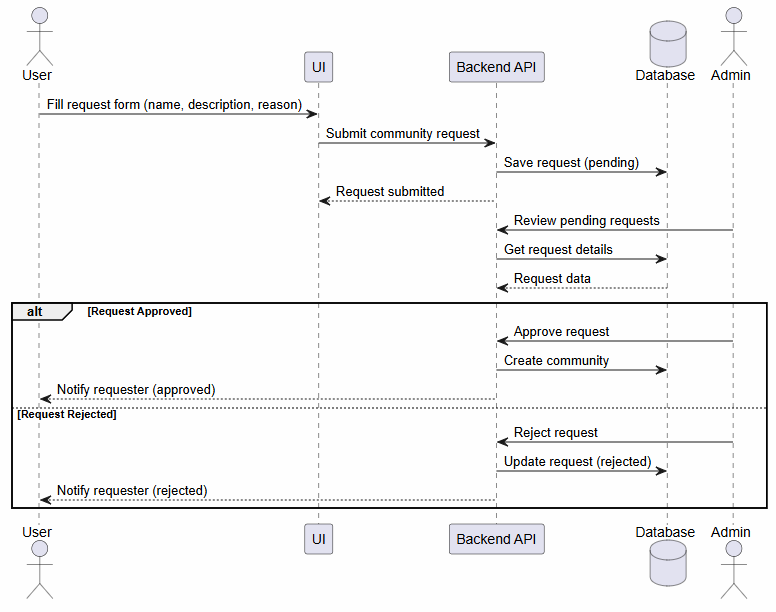 User
UI
Backend API
Database
Admin
Fill request form (name, description, reason)
Submit community request
Save request (pending)
Request submitted
Review pending requests
Get request details
Request data
alt
[Request Approved]
Approve request
Create community
Notify requester (approved)
[Request Rejected]
Reject request
Update request (rejected)
Notify requester (rejected)
User
UI
Backend API
Database
Admin